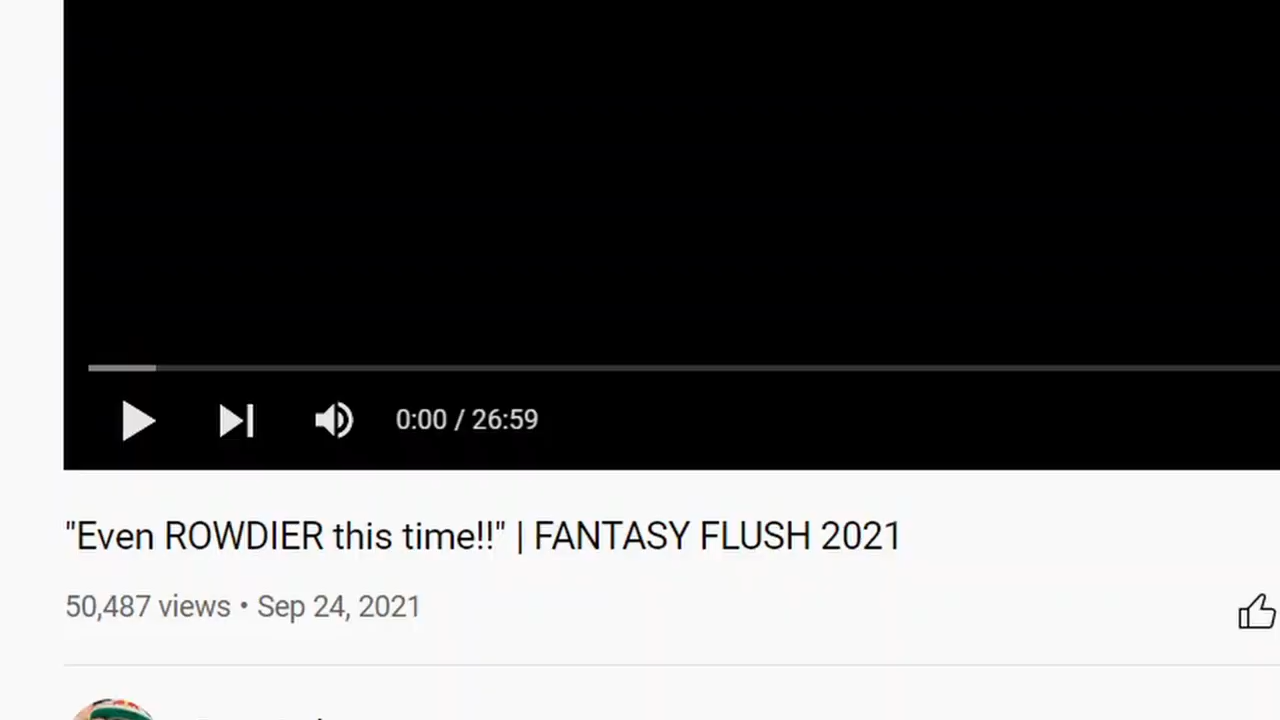 0:00 / 26:59
"Even ROWDIER this time!!" | FANTASY FLUSH 2021
50,487 views • Sep 24, 2021